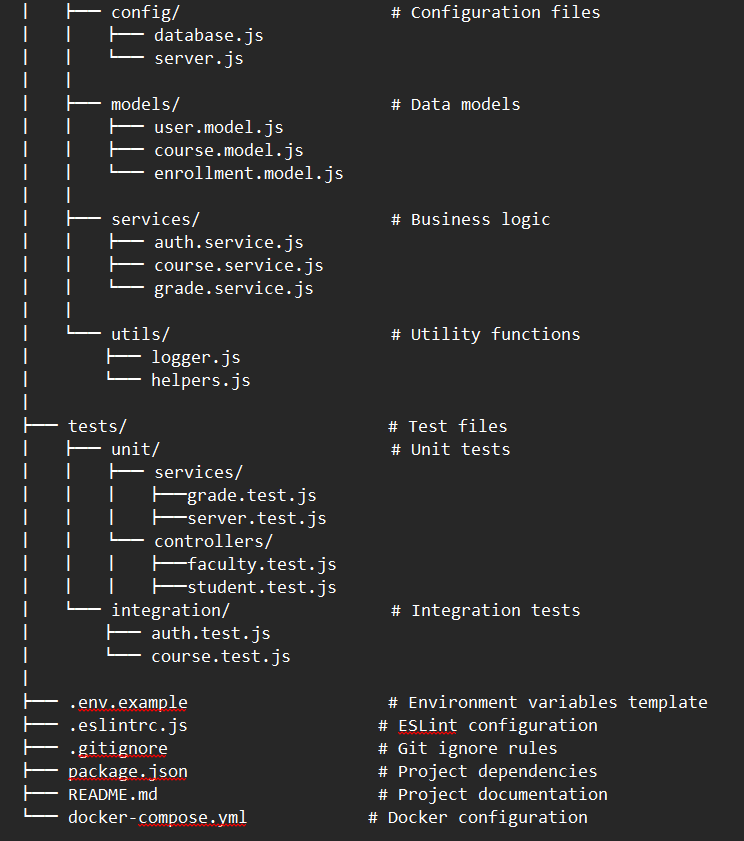 │   ├── config/                     # Configuration files
│   │   ├── database.js
│   │   └── server.js
│   │
│   ├── models/                     # Data models
│   │   ├── user.model.js
│   │   ├── course.model.js
│   │   └── enrollment.model.js
│   │
│   ├── services/                   # Business logic
│   │   ├── auth.service.js
│   │   ├── course.service.js
│   │   └── grade.service.js
│   │
│   └── utils/                      # Utility functions
│       ├── logger.js
│       └── helpers.js
│
├── tests/                          # Test files
│   ├── unit/                       # Unit tests
│   │   ├── services/
│   │   │   ├──grade.test.js
│   │   │   ├──server.test.js
│   │   └── controllers/
│   │   │   ├──faculty.test.js
│   │   │   ├──student.test.js
│   └── integration/                # Integration tests
│       ├── auth.test.js
│       └── course.test.js
│
├── .env.example                    # Environment variables template
├── .eslintrc.js                   # ESLint configuration
├── .gitignore                     # Git ignore rules
├── package.json                   # Project dependencies
├── README.md                      # Project documentation
└── docker-compose.yml            # Docker configuration